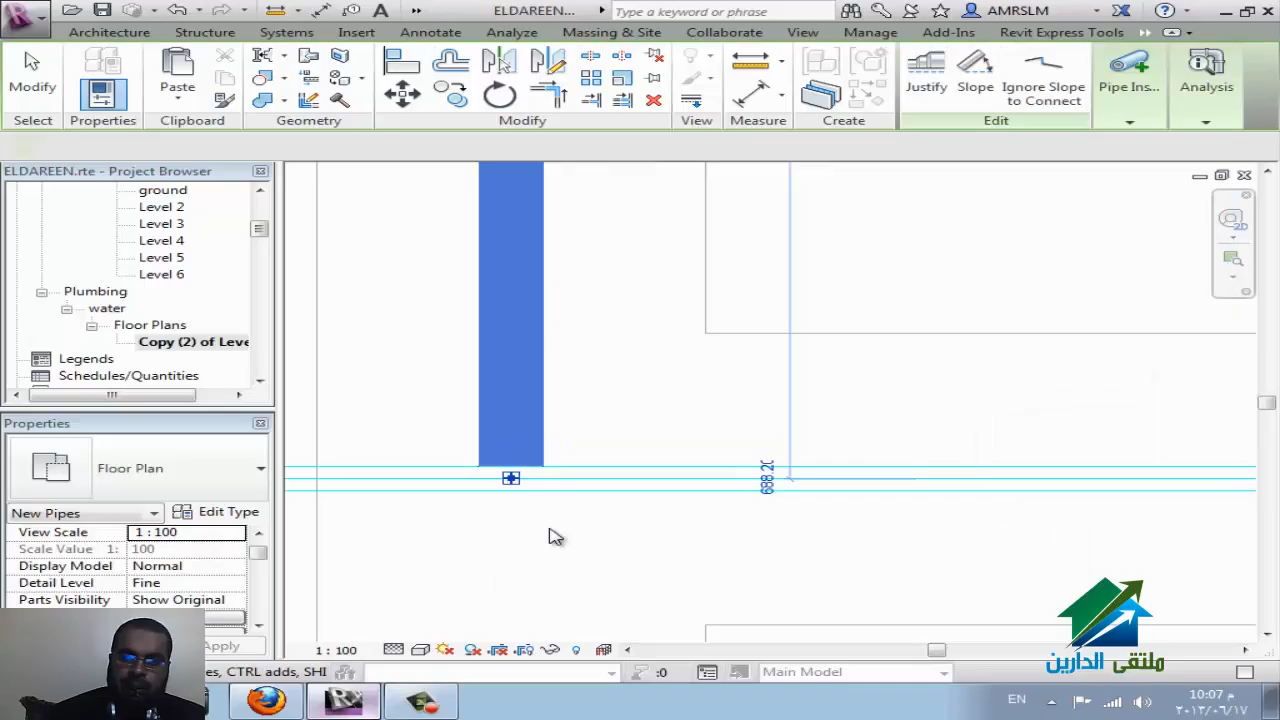 ELDAREEN...
Type a keyword or phrase
AMRSLM
Architecture Structure Systems Insert Annotate Analyze Massing & Site Collaborate View Manage Add-Ins Revit Express Tools
Modify
Paste
Justify Slope Ignore Slope to Connect
Pipe Ins...
Analysis
Select Properties Clipboard Geometry Modify View Measure Create Edit
ELDAREEN.rte - Project Browser
ground
Level 2
Level 3
Level 4
Level 5
Level 6
Plumbing
water
Floor Plans
Copy (2) of Leve
Legends
Schedules/Quantities
Properties
Floor Plan
New Pipes Edit Type
View Scale 1 : 100
Scale Value 1: 100
Display Model Normal
Detail Level Fine
Parts Visibility Show Original
Apply
2D
1 : 100
es, CTRL adds, SHI
:0
Main Model
ملتقى الدارين
EN
10:07 م
٢٠١٣/٠٦/١٧